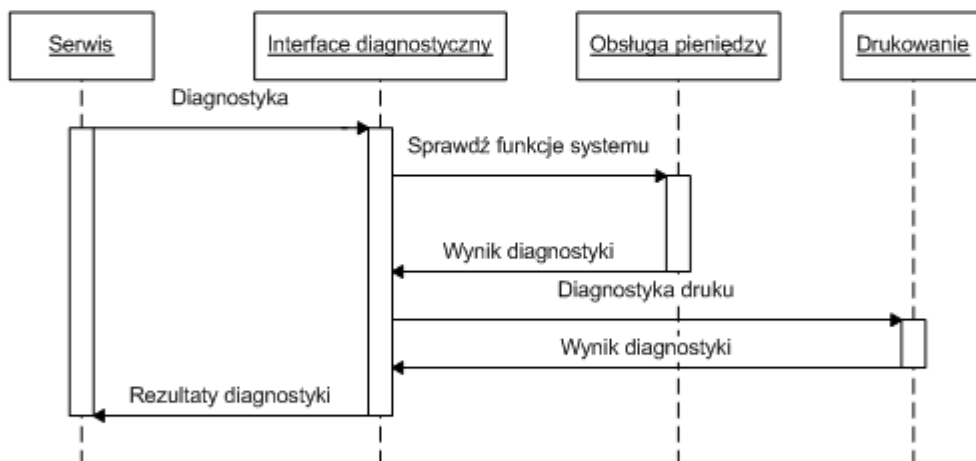 Serwis
Interface diagnostyczny
Obsługa pieniędzy
Drukowanie
Diagnostyka
Sprawdź funkcje systemu
Wynik diagnostyki
Diagnostyka druku
Wynik diagnostyki
Rezultaty diagnostyki